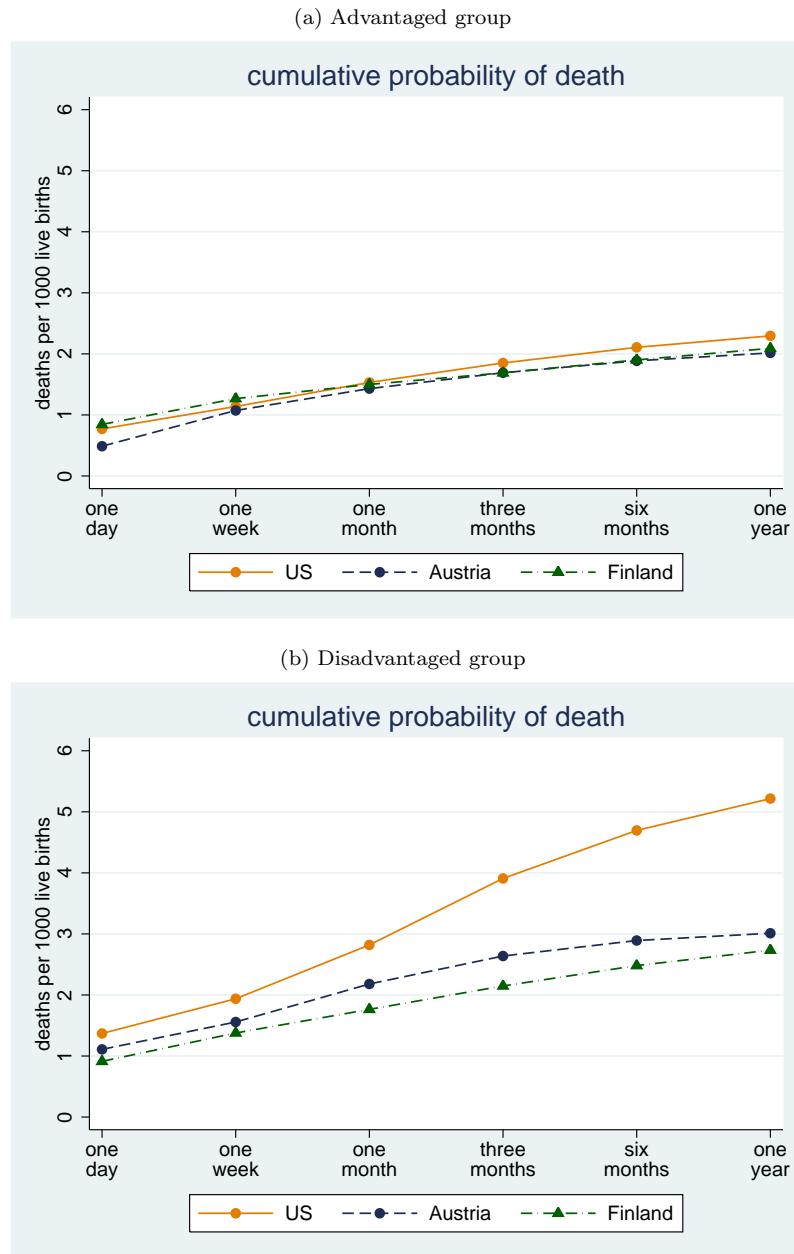 (a) Advantaged group
cumulative probability of death
deaths per 1000 live births
6
5
4
3
2
1
0
one day
one week
one month
three months
six months
one year
US
Austria
Finland
(b) Disadvantaged group
cumulative probability of death
deaths per 1000 live births
6
5
4
3
2
1
0
one day
one week
one month
three months
six months
one year
US
Austria
Finland